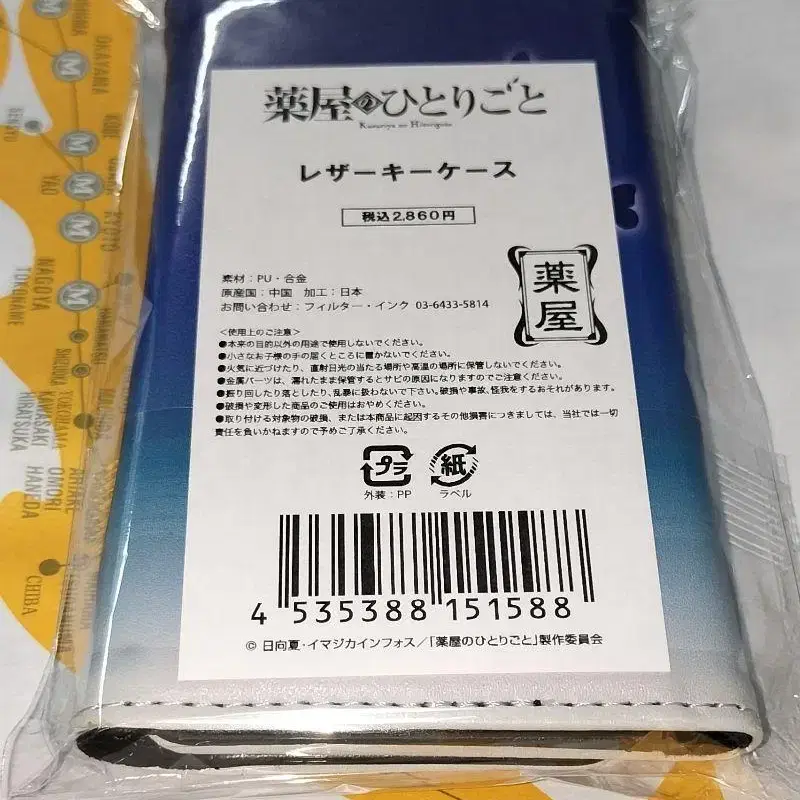 薬屋のひとりごと
Kusuriya no Hitorigoto
レザーキーケース
税込2,860円
薬屋
素材：PU・合金
原産国：中国　加工：日本
お問い合わせ：フィルター・インク 03-6433-5814
<使用上のご注意>
●本来の目的以外の用途で使用しないでください。
●小さなお子様の手の届くところに置かないでください。
●火気に近づけたり、直射日光の当たる場所や高温の場所に保管しないでください。
●金属パーツは、濡れたまま保管するとサビの原因になりますのでご注意ください。
●振り回したり落としたり、乱暴に扱わないで下さい。破損や事故、怪我をするおそれがあります。
●破損や変形した商品のご使用はおやめください。
●取り付ける対象物の破損、または本商品に起因するその他損害につきましては、当社では一切
責任を負いかねますので予めご了承ください。
プラ
紙
外装：PP
ラベル
4 535388 151588
© 日向夏・イマジカインフォス／「薬屋のひとりごと」製作委員会
OKAYAMA
M
KOBE
M
YAO
M
KYOTO
M
NAGOYA
M
SHIZUOKA
KAWASAKI
HIRATSUKA
OMORI
HANEDA
CHIBA